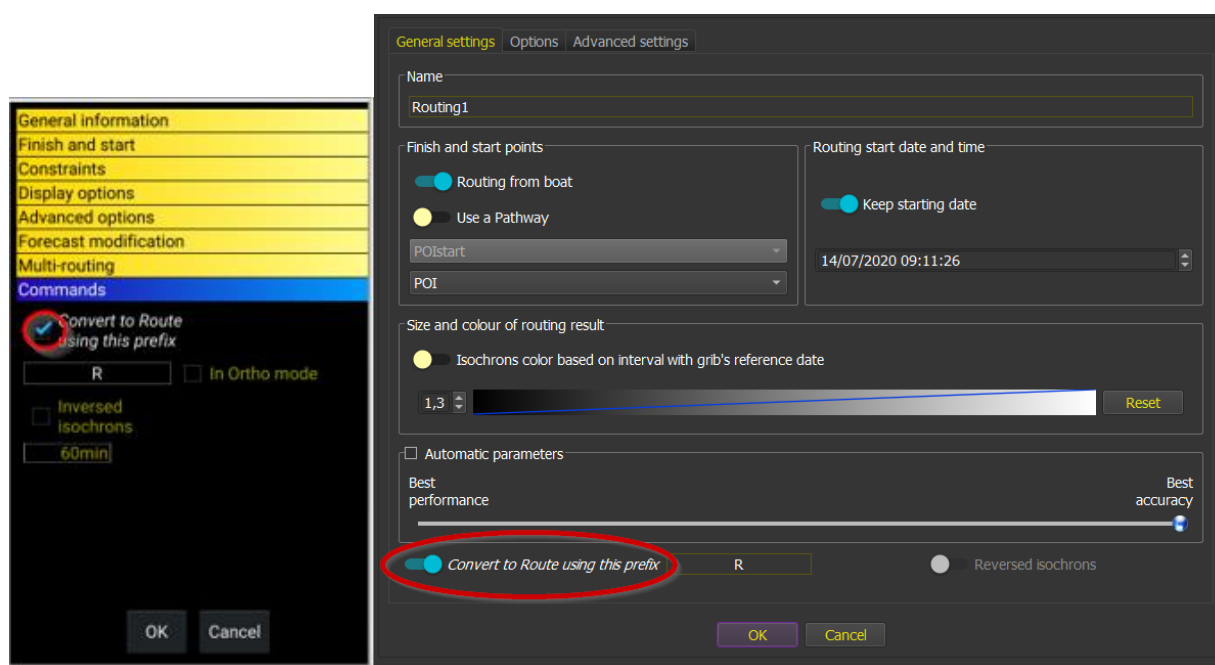 General information
Finish and start
Constraints
Display options
Advanced options
Forecast modification
Multi-routing
Commands
Convert to Route
using this prefix
R In Ortho mode
Inversed
isochrons
60min
OK Cancel
General settings Options Advanced settings
Name
Routing1
Finish and start points
Routing from boat
Use a Pathway
POIstart
POI
Routing start date and time
Keep starting date
14/07/2020 09:11:26
Size and colour of routing result
Isochrons color based on interval with grib's reference date
1,3 Reset
Automatic parameters
Best Best
performance accuracy
Convert to Route using this prefix R Reversed isochrons
OK Cancel